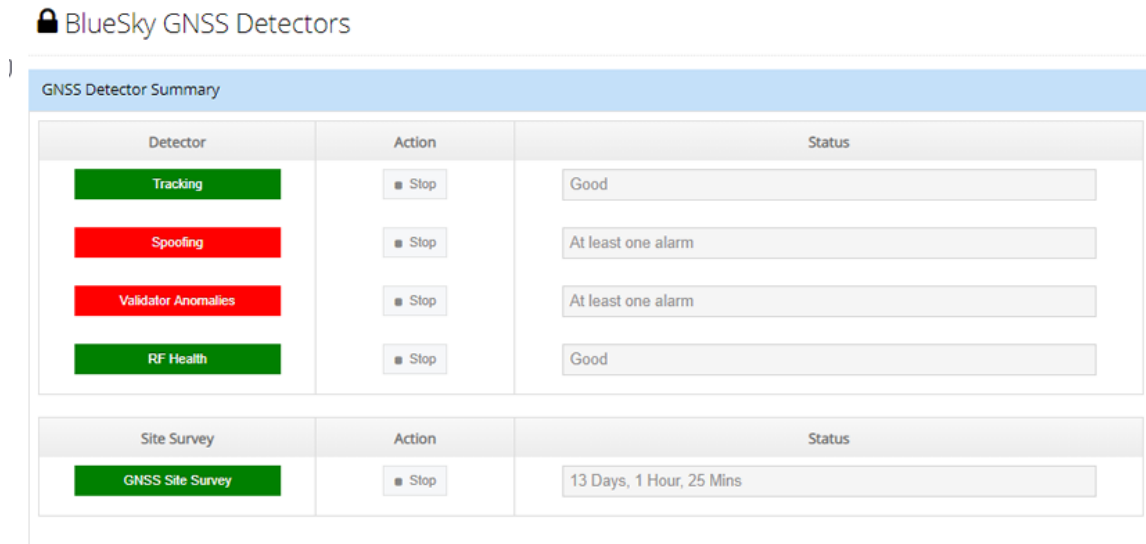 BlueSky GNSS Detectors
GNSS Detector Summary
Detector Action Status
Tracking Stop Good
Spoofing Stop At least one alarm
Validator Anomalies Stop At least one alarm
RF Health Stop Good
Site Survey Action Status
GNSS Site Survey Stop 13 Days, 1 Hour, 25 Mins